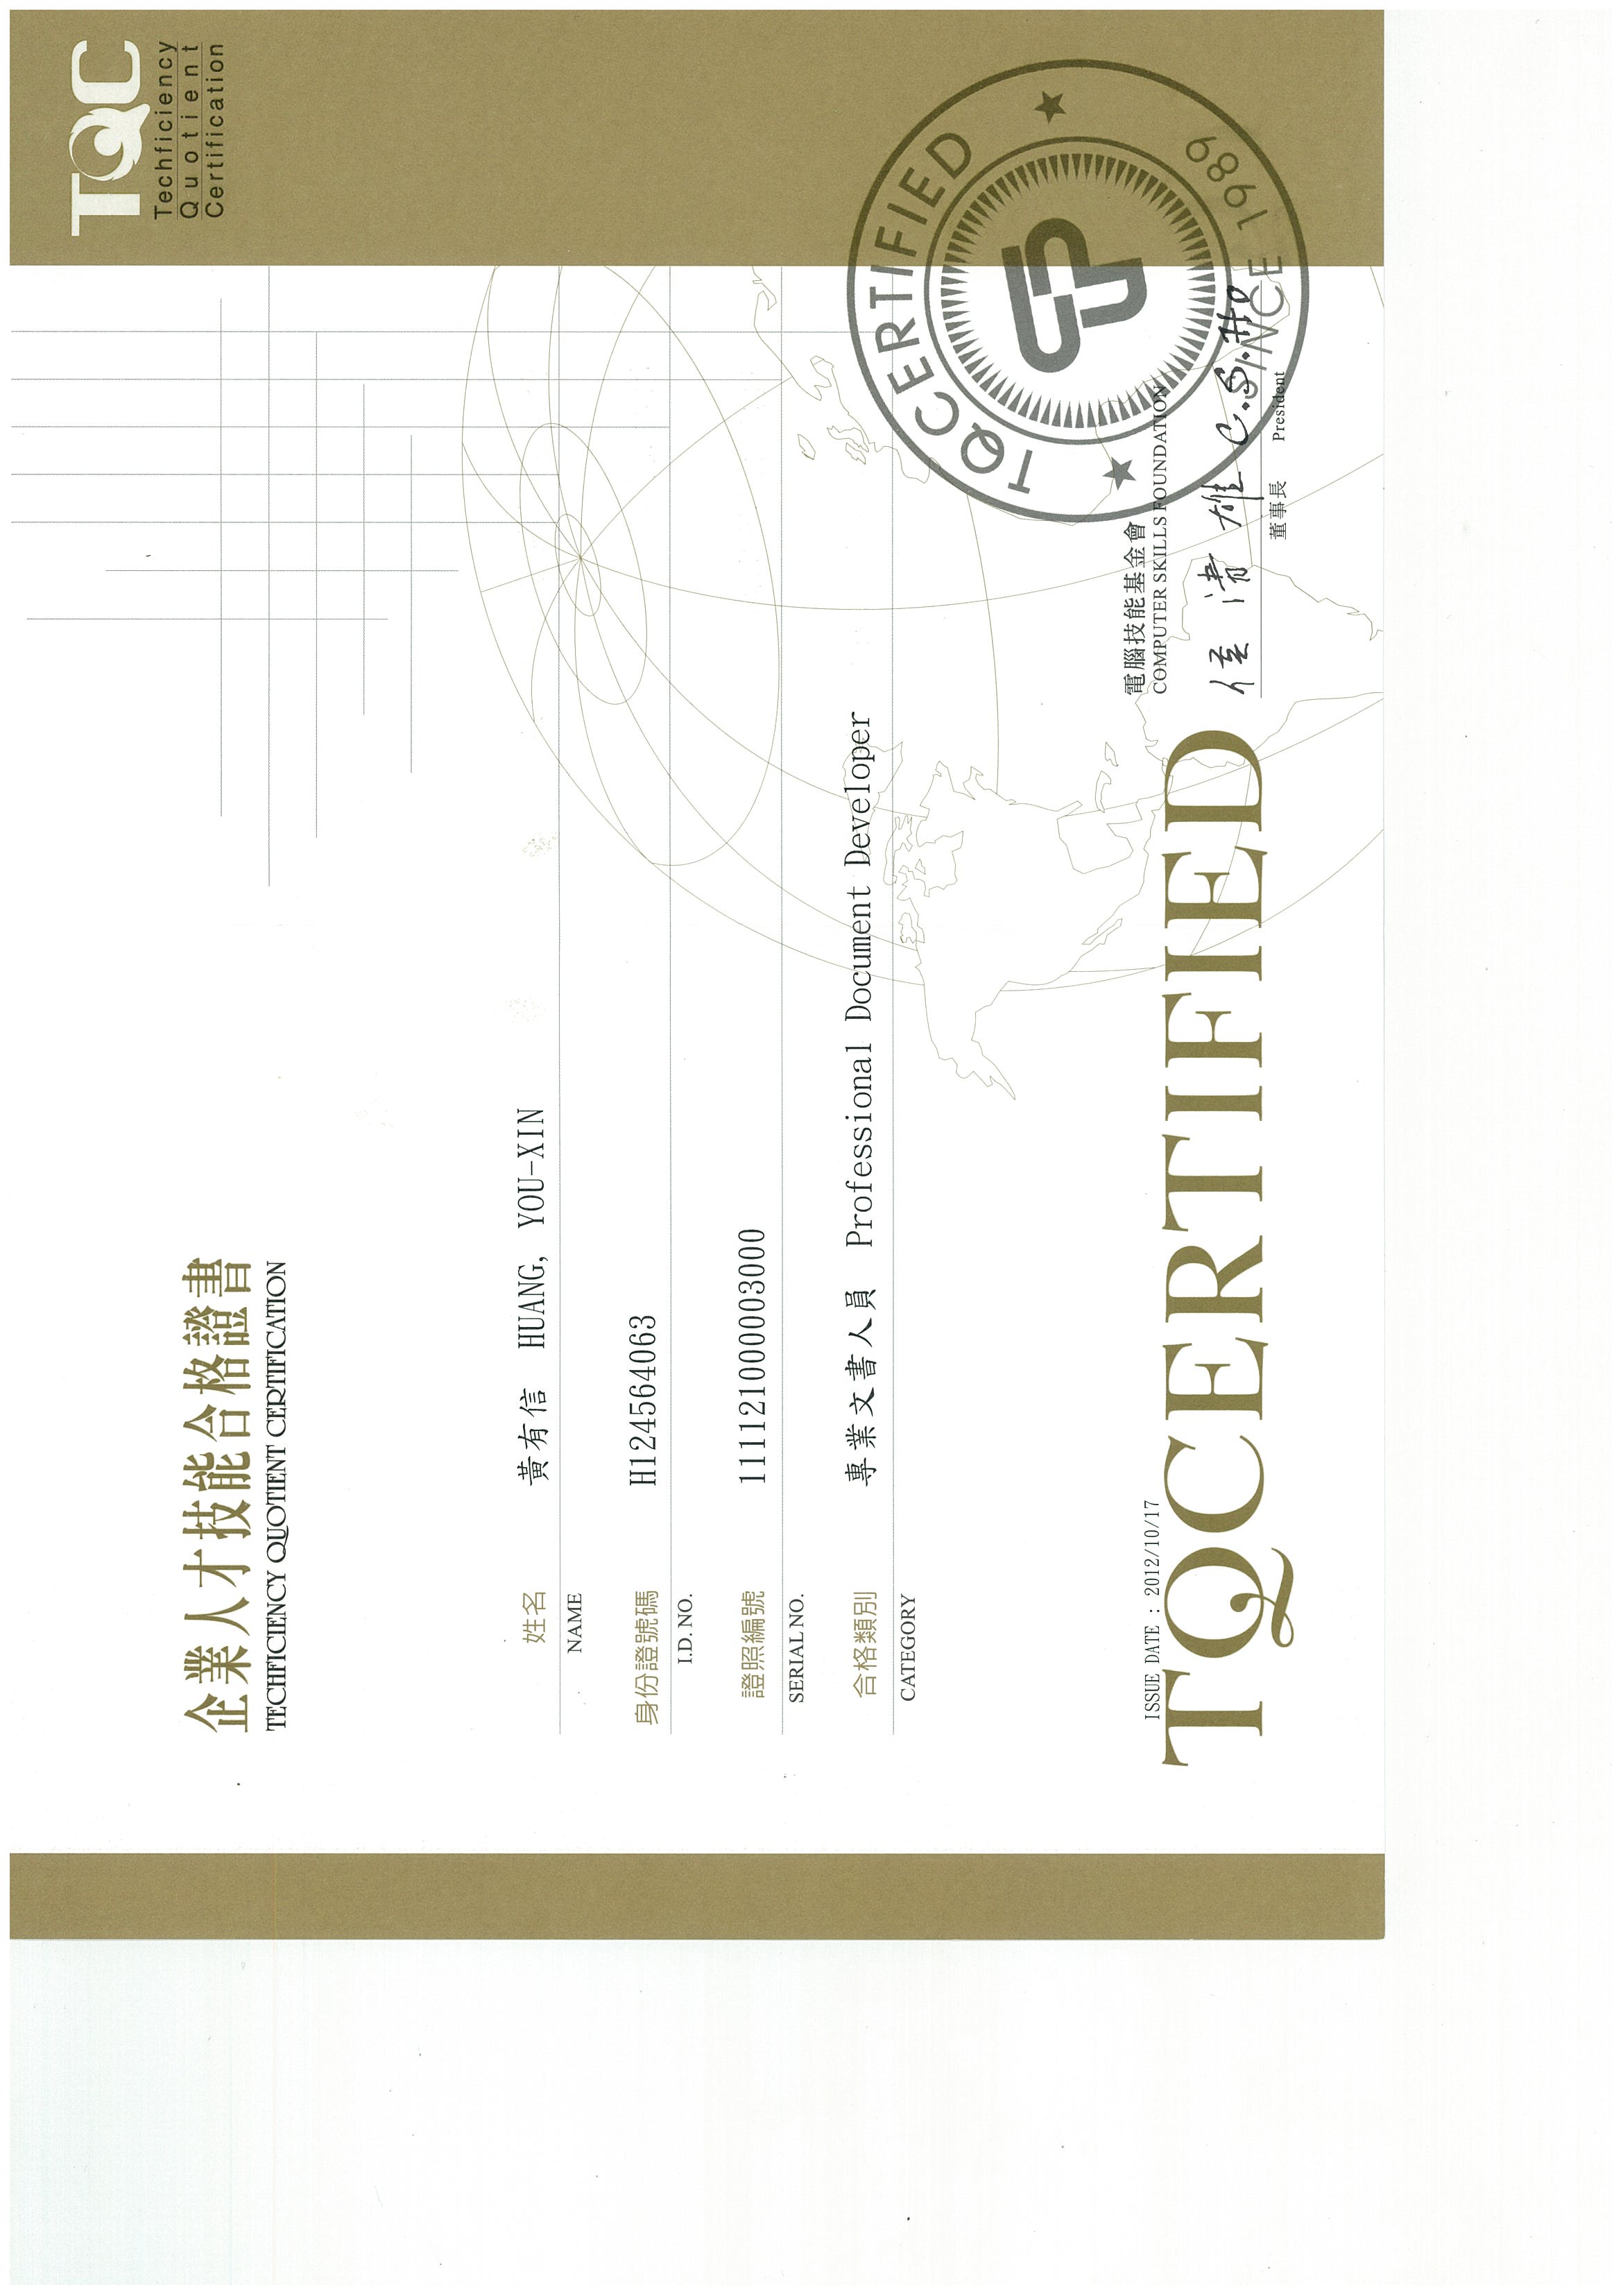 TQC
Techficiency
Quotient
Certification
企業人才技能合格證書
TECHFICIENCY QUOTIENT CERTIFICATION
姓名 黃有信 HUANG, YOU-XIN
NAME
身份證號碼 H124564063
I.D. NO.
證照編號 1111210000003000
SERIAL NO.
合格類別 專業文書人員 Professional Document Developer
CATEGORY
TQCERTIFIED
SINCE 1989
電腦技能基金會
COMPUTER SKILLS FOUNDATION
C.S. Ho
董事長 President
ISSUE DATE : 2012/10/17
TQCERTIFIED